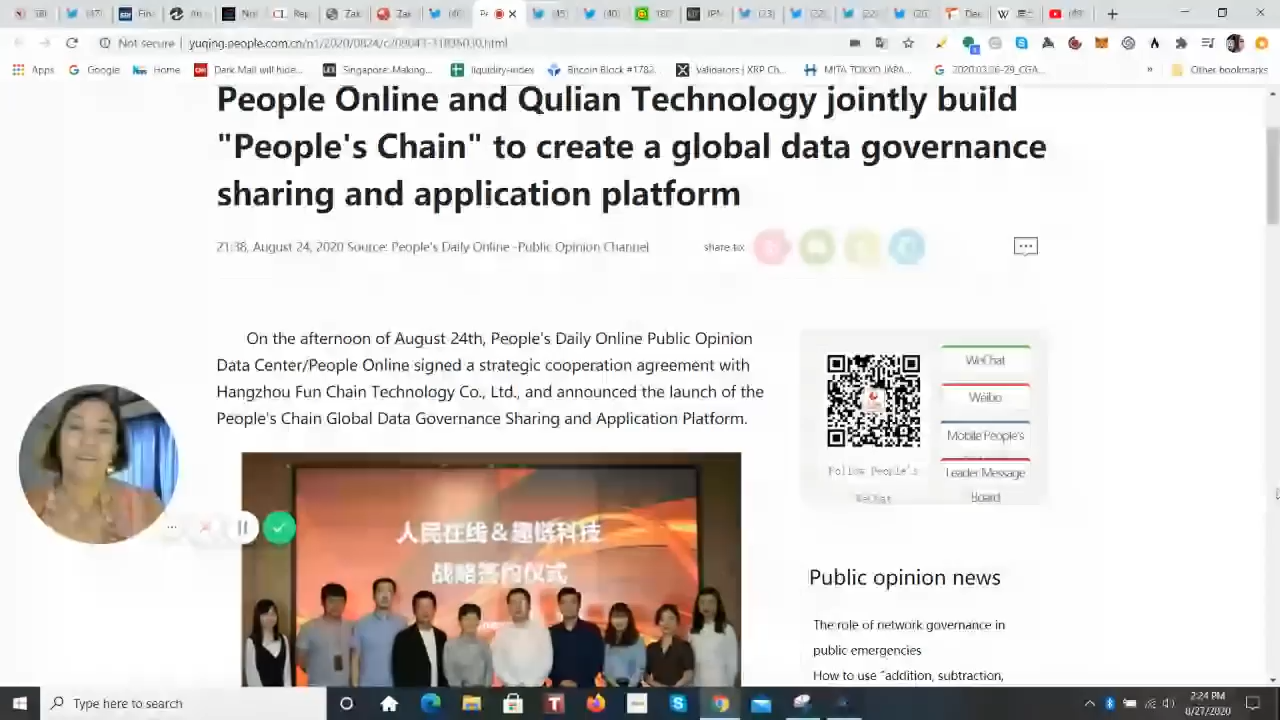 Not secure
yuqing.people.com.cn/n1/2020/0824/c209043-31835030.html
Apps
Google
Home
Dark Mail will hide...
Singapore: Making...
liquidity-index
Bitcoin Block #1782...
Validators | XRP Ch...
MITA TOKYO JAPA...
Other bookmarks
People Online and Qulian Technology jointly build
"People's Chain" to create a global data governance
sharing and application platform
21:38, August 24, 2020 Source: People's Daily Online -Public Opinion Channel
share to:
On the afternoon of August 24th, People's Daily Online Public Opinion
Data Center/People Online signed a strategic cooperation agreement with
Hangzhou Fun Chain Technology Co., Ltd., and announced the launch of the
People's Chain Global Data Governance Sharing and Application Platform.
人民在线&趣链科技
战略签约仪式
WeChat
Weibo
Mobile People's
Leader Message
Board
Follow People's
WeChat
Public opinion news
The role of network governance in
public emergencies
How to use "addition, subtraction,
Type here to search
2:24 PM
8/27/2020